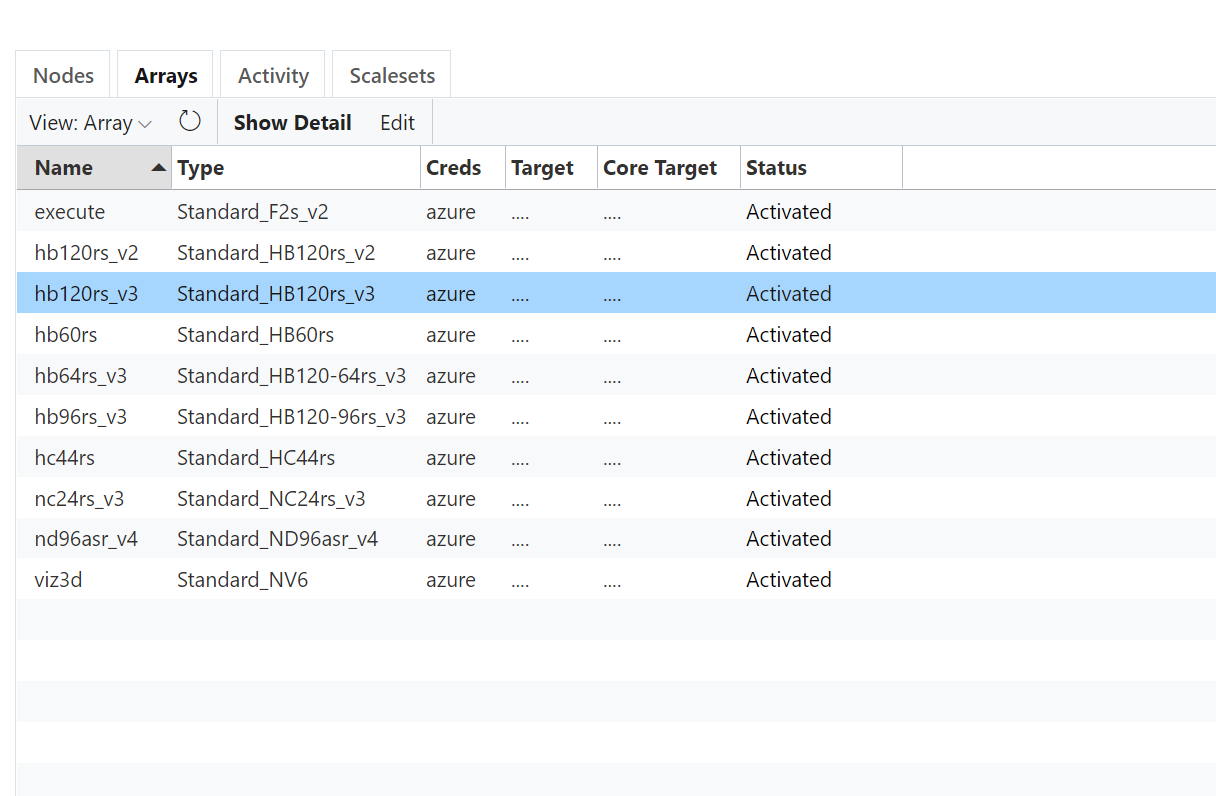 Nodes Arrays Activity Scalesets
View: Array Show Detail Edit
Name Type Creds Target Core Target Status
execute Standard_F2s_v2 azure .... .... Activated
hb120rs_v2 Standard_HB120rs_v2 azure .... .... Activated
hb120rs_v3 Standard_HB120rs_v3 azure .... .... Activated
hb60rs Standard_HB60rs azure .... .... Activated
hb64rs_v3 Standard_HB120-64rs_v3 azure .... .... Activated
hb96rs_v3 Standard_HB120-96rs_v3 azure .... .... Activated
hc44rs Standard_HC44rs azure .... .... Activated
nc24rs_v3 Standard_NC24rs_v3 azure .... .... Activated
nd96asr_v4 Standard_ND96asr_v4 azure .... .... Activated
viz3d Standard_NV6 azure .... .... Activated